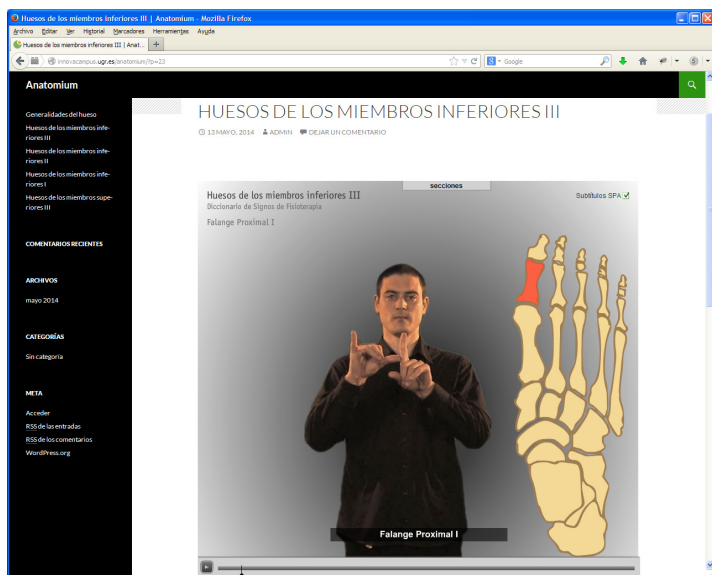 Huesos de los miembros inferiores III | Anatomium - Mozilla Firefox
Archivo Editar Ver Historial Marcadores Herramientas Ayuda
Huesos de los miembros inferiores III | Anat...
innovacampus.ugr.es/anatomium/?p=23
Google
Anatomium
Generalidades del hueso
Huesos de los miembros infe-
riores III
Huesos de los miembros infe-
riores II
Huesos de los miembros infe-
riores I
Huesos de los miembros supe-
riores III
COMENTARIOS RECIENTES
ARCHIVOS
mayo 2014
CATEGORÍAS
Sin categoría
META
Acceder
RSS de las entradas
RSS de los comentarios
WordPress.org
HUESOS DE LOS MIEMBROS INFERIORES III
13 MAYO, 2014 ADMIN DEJAR UN COMENTARIO
secciones
Huesos de los miembros inferiores III
Diccionario de Signos de Fisioterapia
Falange Proximal I
Subtítulos SPA
Falange Proximal I